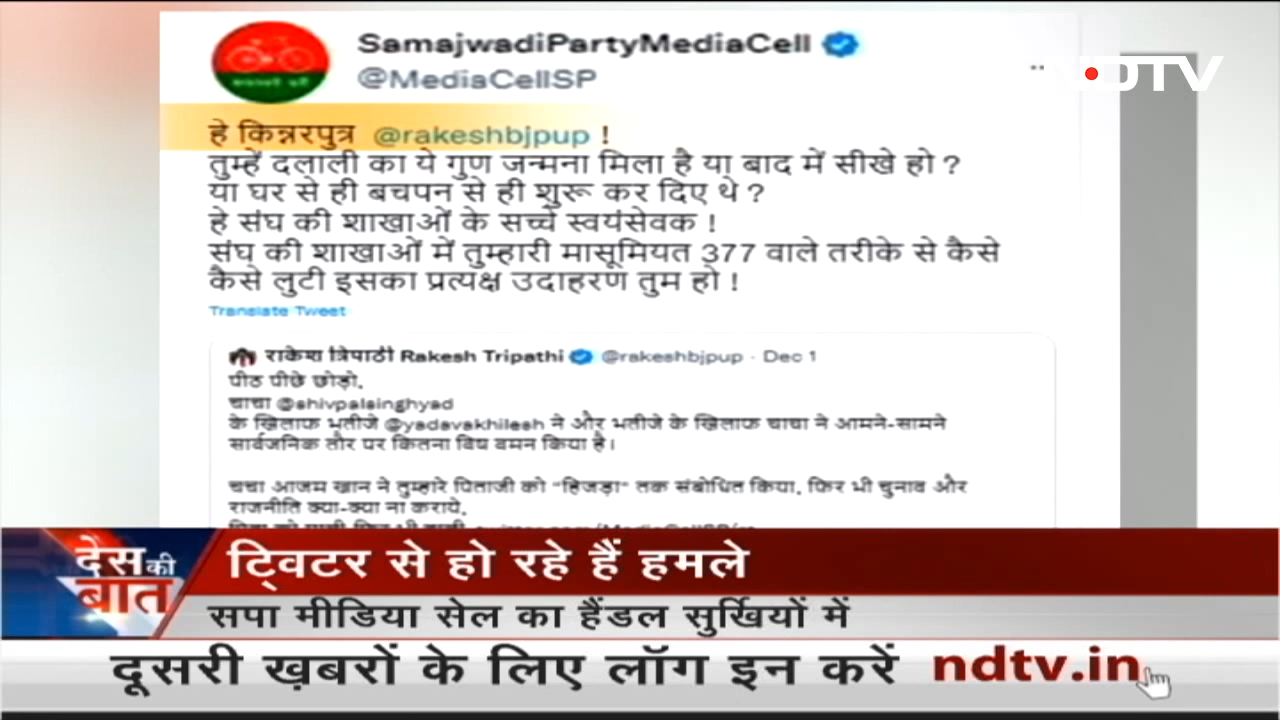 SamajwadiPartyMediaCell
@MediaCellSP
NDTV
हे किन्नरपुत्र @rakeshbjpup !
तुम्हें दलाली का ये गुण जन्मना मिला है या बाद में सीखे हो ?
या घर से ही बचपन से ही शुरू कर दिए थे ?
हे संघ की शाखाओं के सच्चे स्वयंसेवक !
संघ की शाखाओं में तुम्हारी मासूमियत 377 वाले तरीके से कैसे
कैसे लुटी इसका प्रत्यक्ष उदाहरण तुम हो !
Translate Tweet
राकेश त्रिपाठी Rakesh Tripathi @rakeshbjpup · Dec 1
पीठ पीछे छोड़ो,
चाचा @shivpalsinghyad
के खिलाफ भतीजे @yadavakhilesh ने और भतीजे के खिलाफ चाचा ने आमने-सामने
सार्वजनिक तौर पर कितना विष वमन किया है।
चचा आजम खान ने तुम्हारे पिताजी को "हिजड़ा" तक संबोधित किया, फिर भी चुनाव और
राजनीति क्या-क्या ना कराये,
देस की बात
ट्विटर से हो रहे हैं हमले
सपा मीडिया सेल का हैंडल सुर्खियों में
दूसरी ख़बरों के लिए लॉग इन करें ndtv.in